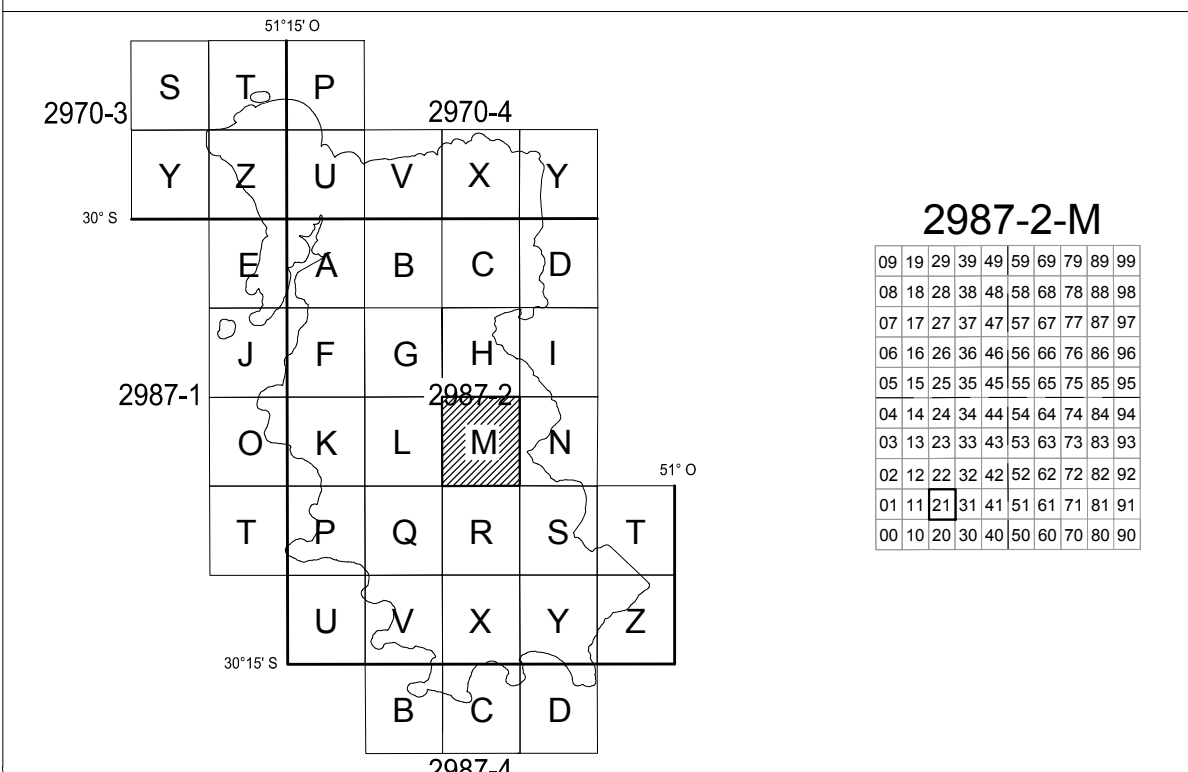 51°15' O
S T P
2970-3
2970-4
Y Z U V X Y
30° S
E A B C D
J F G H I
2987-1
2987-2
O K L M N
51° O
T P Q R S T
U V X Y Z
30°15' S
B C D
2987-4
2987-2-M
09 19 29 39 49 59 69 79 89 99
08 18 28 38 48 58 68 78 88 98
07 17 27 37 47 57 67 77 87 97
06 16 26 36 46 56 66 76 86 96
05 15 25 35 45 55 65 75 85 95
04 14 24 34 44 54 64 74 84 94
03 13 23 33 43 53 63 73 83 93
02 12 22 32 42 52 62 72 82 92
01 11 21 31 41 51 61 71 81 91
00 10 20 30 40 50 60 70 80 90